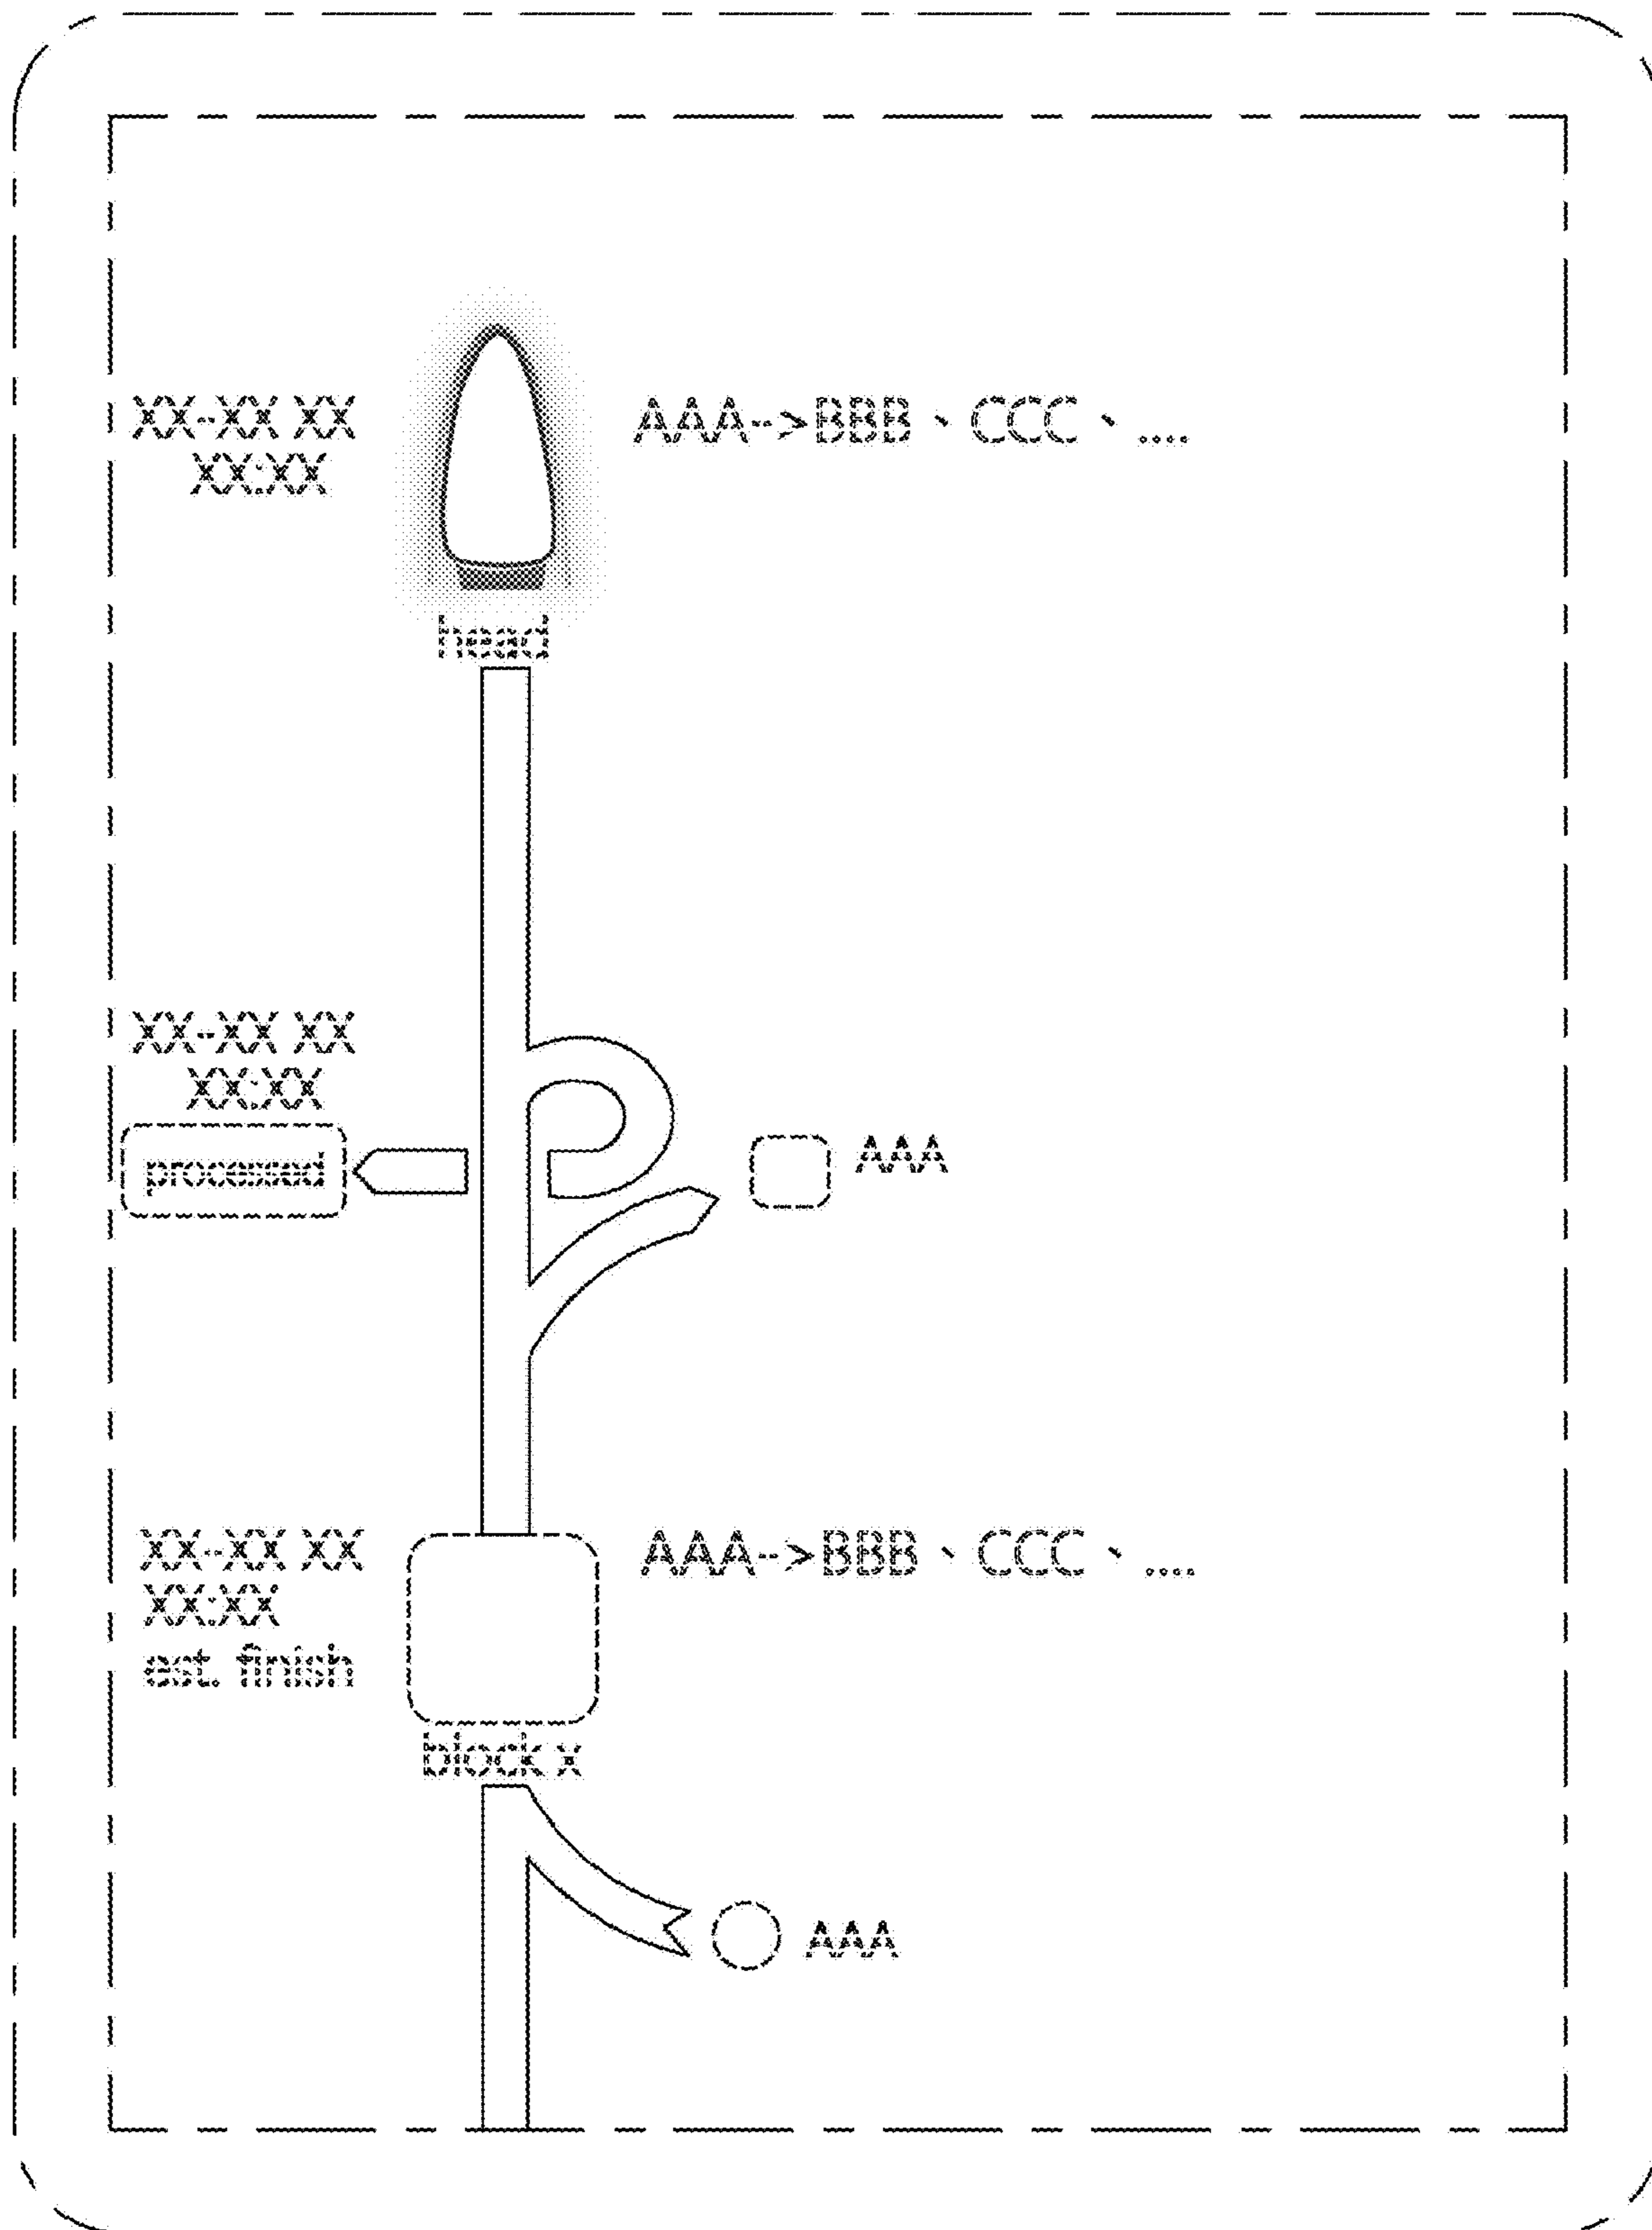 XX-XX XX
XX:XX
AAA-->BBB、CCC、....
head
XX-XX XX
XX:XX
processed
AAA
XX-XX XX
XX:XX
est. finish
AAA-->BBB、CCC、....
block x
AAA